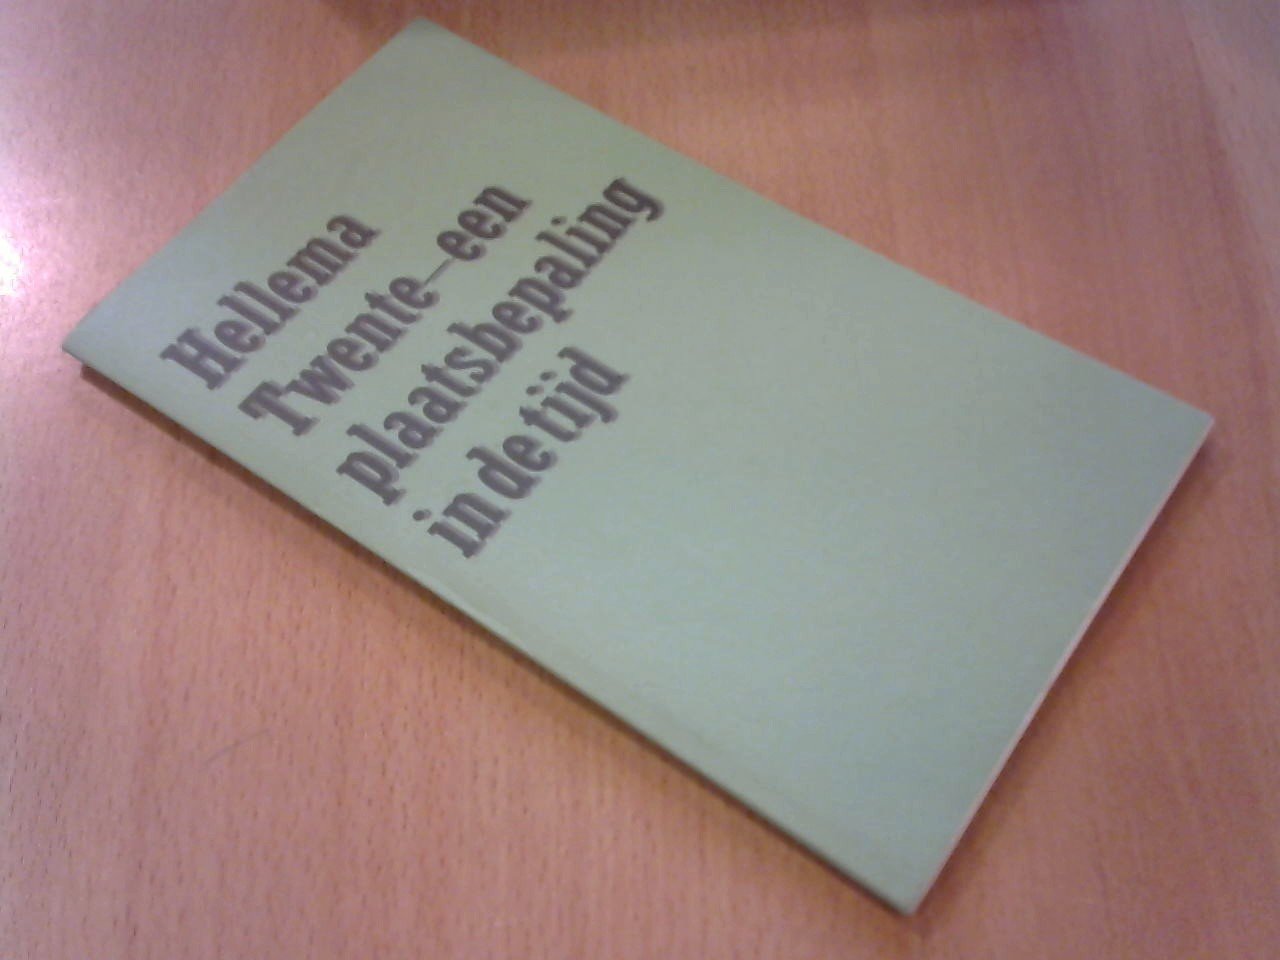 Hellema
Twente–een
plaatsbepaling
in de tijd